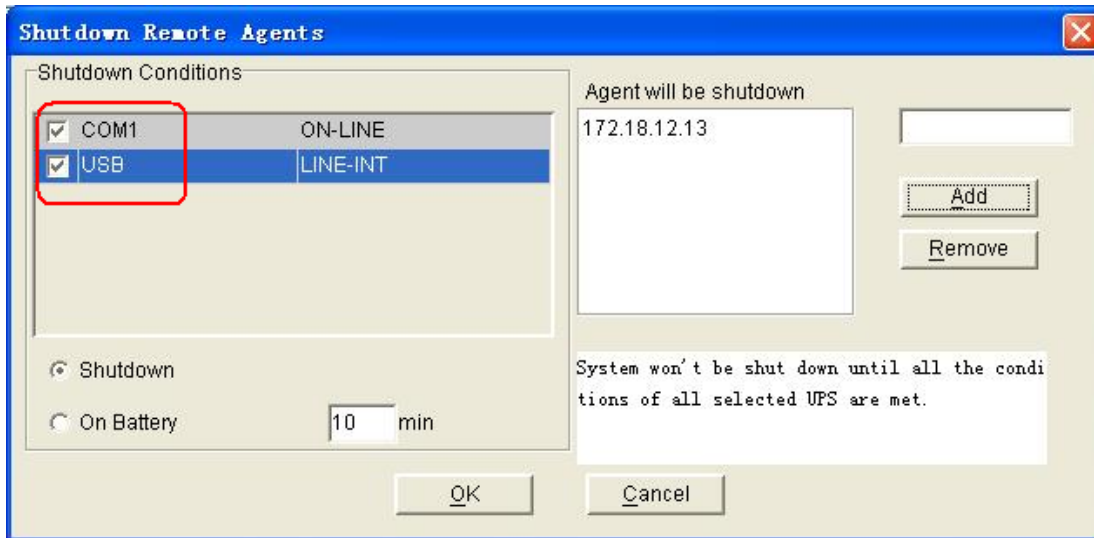 Shutdown Remote Agents
Shutdown Conditions
COM1 ON-LINE
USB LINE-INT
Shutdown
On Battery 10 min
Agent will be shutdown
172.18.12.13
Add
Remove
System won't be shut down until all the condi
tions of all selected UPS are met.
OK Cancel